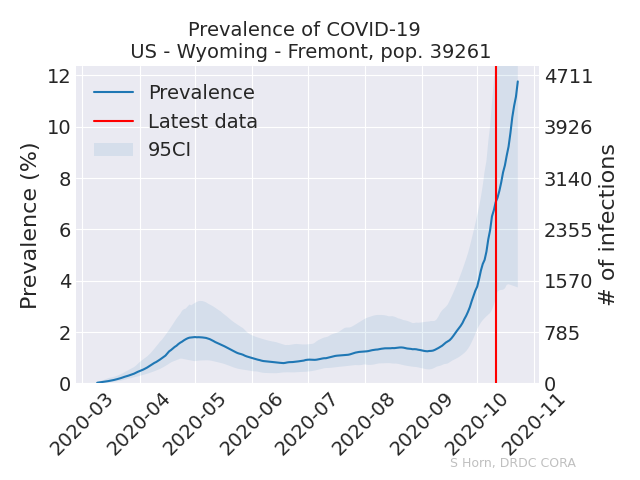 Prevalence of COVID-19
US - Wyoming - Fremont, pop. 39261
Prevalence
Latest data
95CI
Prevalence (%)
12
10
8
6
4
2
0
4711
3926
3140
2355
1570
785
0
# of infections
2020-03
2020-04
2020-05
2020-06
2020-07
2020-08
2020-09
2020-10
2020-11
S Horn, DRDC CORA